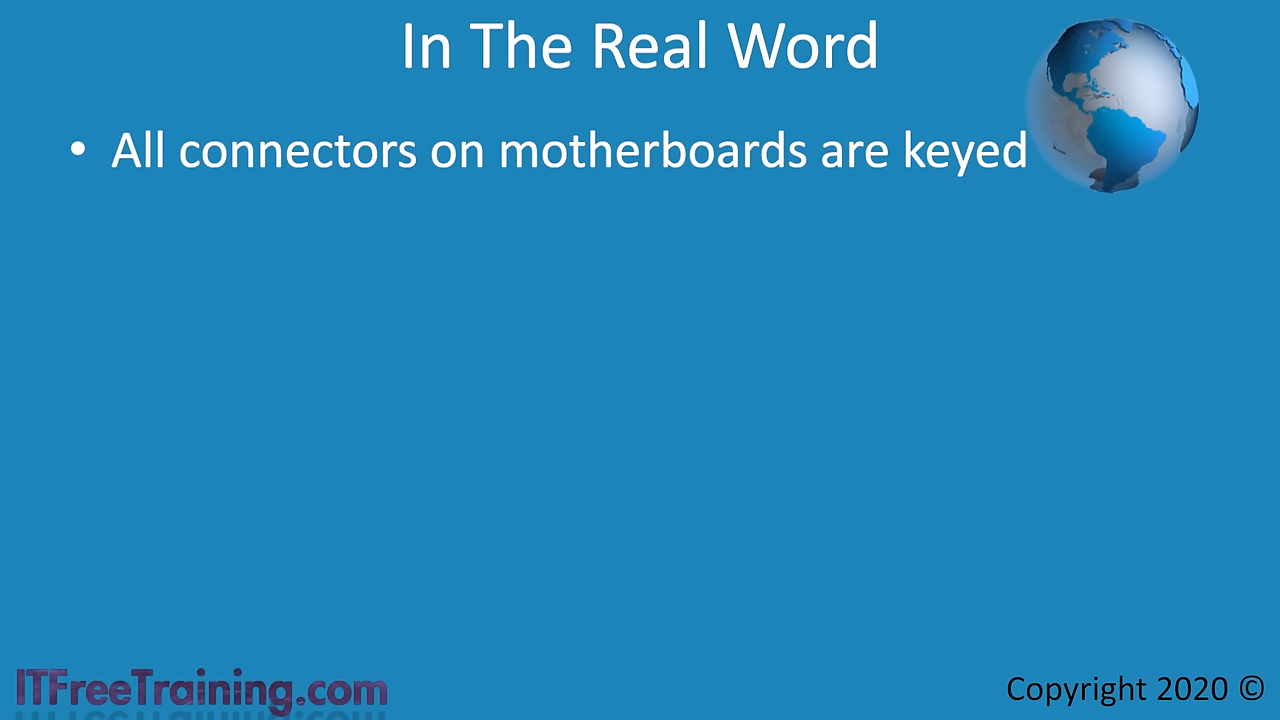 In The Real Word
• All connectors on motherboards are keyed
ITFreeTraining.com
Copyright 2020 ©